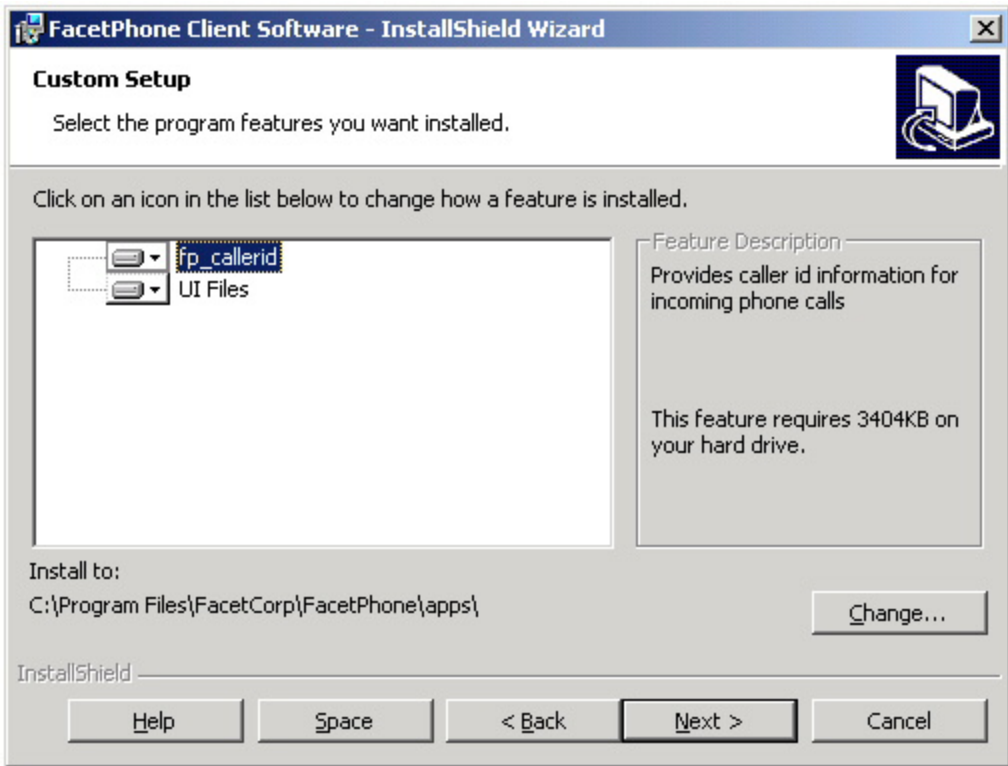 FacetPhone Client Software - InstallShield Wizard
Custom Setup
Select the program features you want installed.
Click on an icon in the list below to change how a feature is installed.
fp_callerid
UI Files
Feature Description
Provides caller id information for
incoming phone calls
This feature requires 3404KB on
your hard drive.
Install to:
C:\Program Files\FacetCorp\FacetPhone\apps\
Change...
InstallShield
Help
Space
< Back
Next >
Cancel